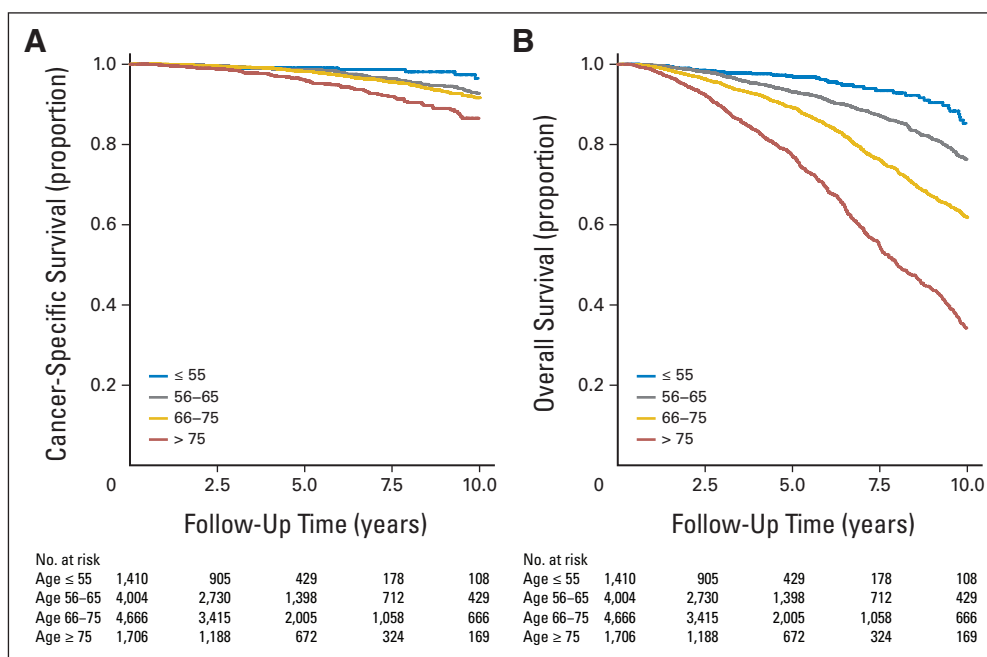 A
Cancer-Specific Survival (proportion)
1.0
0.8
0.6
0.4
0.2
≤ 55
56–65
66–75
> 75
0 2.5 5.0 7.5 10.0
Follow-Up Time (years)
No. at risk
Age ≤ 55 1,410 905 429 178 108
Age 56–65 4,004 2,730 1,398 712 429
Age 66–75 4,666 3,415 2,005 1,058 666
Age ≥ 75 1,706 1,188 672 324 169
B
Overall Survival (proportion)
1.0
0.8
0.6
0.4
0.2
≤ 55
56–65
66–75
> 75
0 2.5 5.0 7.5 10.0
Follow-Up Time (years)
No. at risk
Age ≤ 55 1,410 905 429 178 108
Age 56–65 4,004 2,730 1,398 712 429
Age 66–75 4,666 3,415 2,005 1,058 666
Age ≥ 75 1,706 1,188 672 324 169